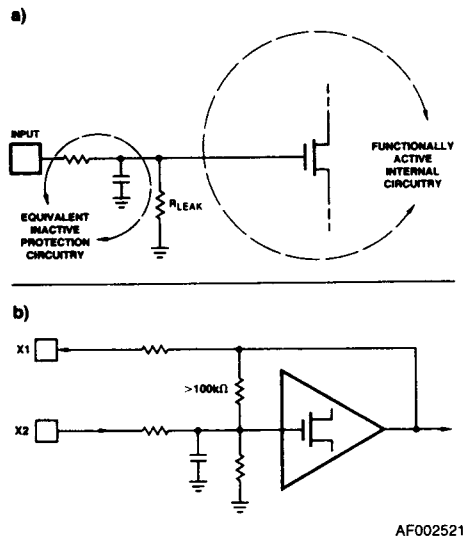 a)
INPUT
EQUIVALENT
INACTIVE
PROTECTION
CIRCUITRY
RLEAK
FUNCTIONALLY
ACTIVE
INTERNAL
CIRCUITRY
b)
X1
>100kΩ
X2
AF002521